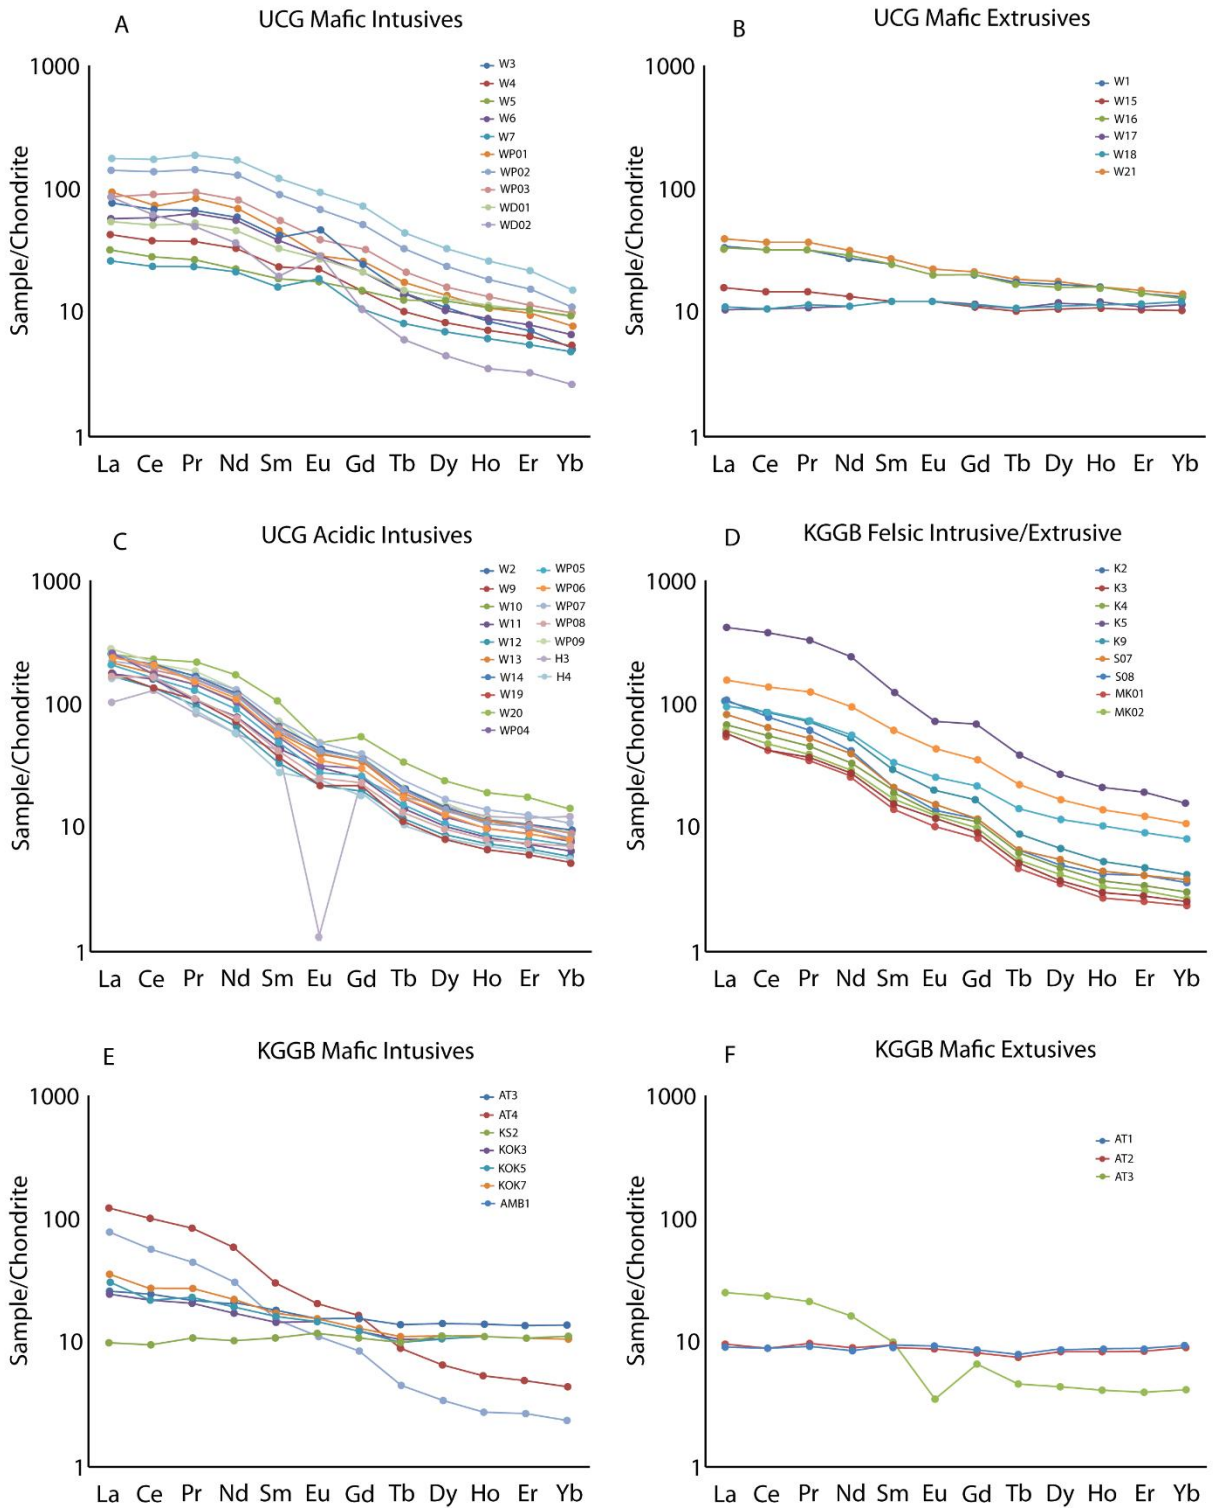 A
UCG Mafic Intusives
Sample/Chondrite
1000
100
10
1
W3
W4
W5
W6
W7
WP01
WP02
WP03
WD01
WD02
La Ce Pr Nd Sm Eu Gd Tb Dy Ho Er Yb
B
UCG Mafic Extrusives
Sample/Chondrite
1000
100
10
1
W1
W15
W16
W17
W18
W21
La Ce Pr Nd Sm Eu Gd Tb Dy Ho Er Yb
C
UCG Acidic Intusives
Sample/Chondrite
1000
100
10
1
W2 WP05
W9 WP06
W10 WP07
W11 WP08
W12 WP09
W13 H3
W14 H4
W19
W20
WP04
La Ce Pr Nd Sm Eu Gd Tb Dy Ho Er Yb
D
KGGB Felsic Intrusive/Extrusive
Sample/Chondrite
1000
100
10
1
K2
K3
K4
K5
K9
S07
S08
MK01
MK02
La Ce Pr Nd Sm Eu Gd Tb Dy Ho Er Yb
E
KGGB Mafic Intusives
Sample/Chondrite
1000
100
10
1
AT3
AT4
KS2
KOK3
KOK5
KOK7
AMB1
La Ce Pr Nd Sm Eu Gd Tb Dy Ho Er Yb
F
KGGB Mafic Extusives
Sample/Chondrite
1000
100
10
1
AT1
AT2
AT3
La Ce Pr Nd Sm Eu Gd Tb Dy Ho Er Yb